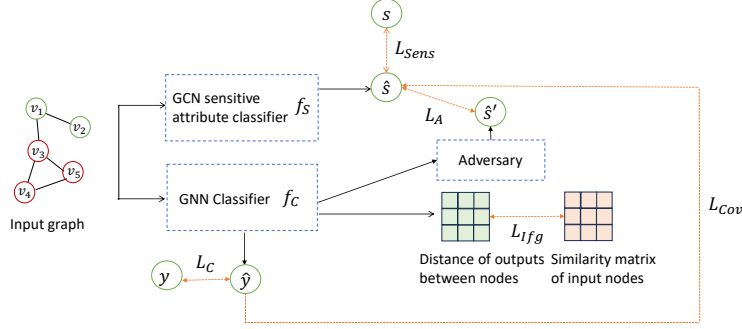 s
L_Sens
GCN sensitive
attribute classifier f_S
ŝ
ŝ′
L_A
v_1
v_2
v_3
v_5
v_4
Input graph
Adversary
GNN Classifier f_C
L_Cov
L_Ifg
Distance of outputs
between nodes
Similarity matrix
of input nodes
y
L_C
ŷ